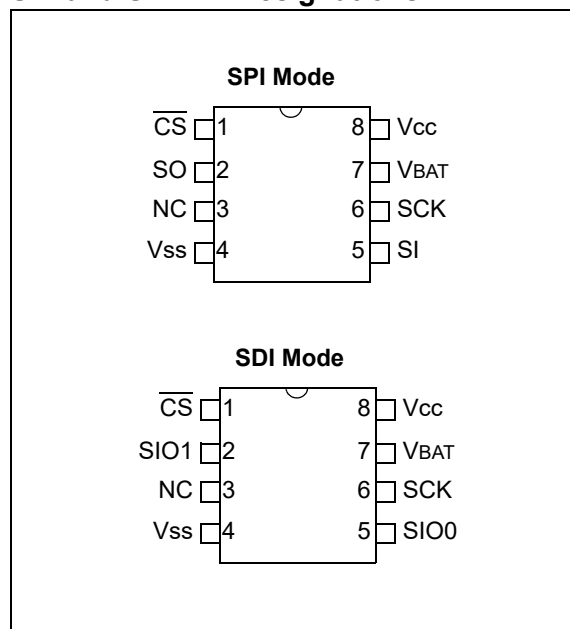 SPI Mode
CS 1 8 Vcc
SO 2 7 VBAT
NC 3 6 SCK
Vss 4 5 SI
SDI Mode
CS 1 8 Vcc
SIO1 2 7 VBAT
NC 3 6 SCK
Vss 4 5 SIO0